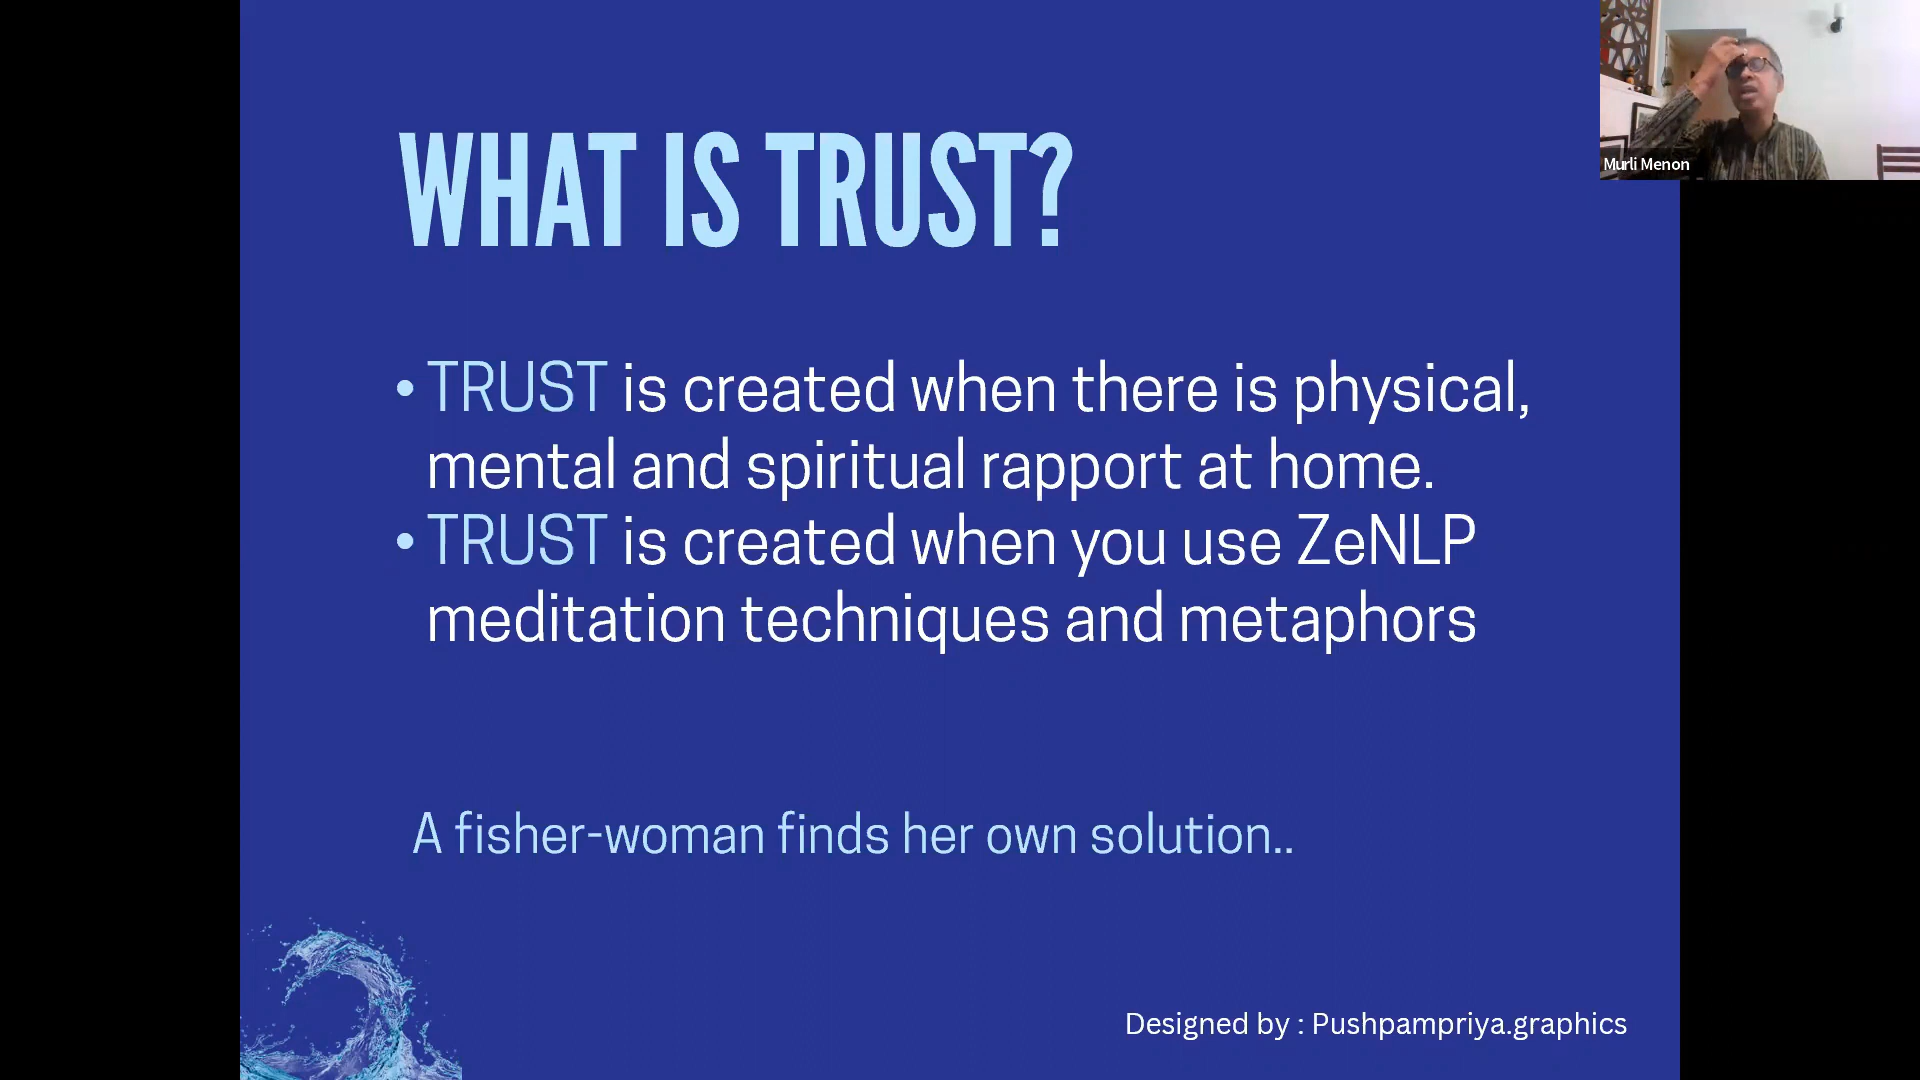 WHAT IS TRUST?
• TRUST is created when there is physical,
mental and spiritual rapport at home.
• TRUST is created when you use ZeNLP
meditation techniques and metaphors
A fisher-woman finds her own solution..
Designed by : Pushpampriya.graphics
Murli Menon